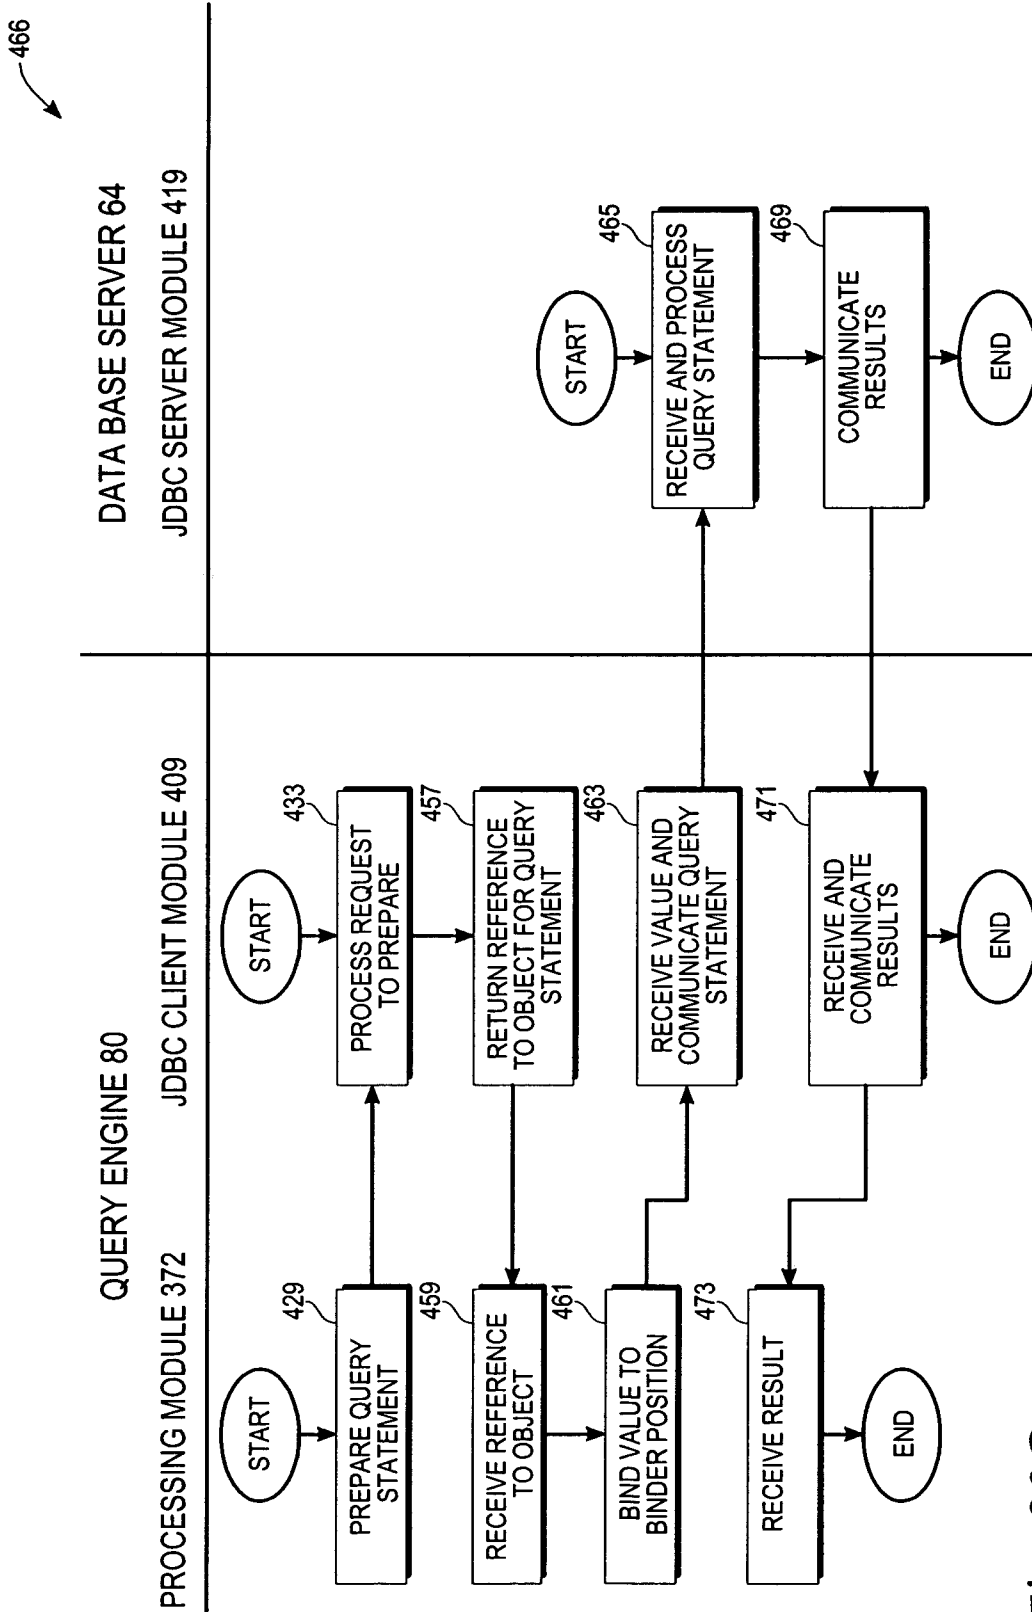 466
QUERY ENGINE 80
DATA BASE SERVER 64
PROCESSING MODULE 372
JDBC CLIENT MODULE 409
JDBC SERVER MODULE 419
START
START
429
PREPARE QUERY
STATEMENT
433
PROCESS REQUEST
TO PREPARE
459
RECEIVE REFERENCE
TO OBJECT
457
RETURN REFERENCE
TO OBJECT FOR QUERY
STATEMENT
START
461
BIND VALUE TO
BINDER POSITION
463
RECEIVE VALUE AND
COMMUNICATE QUERY
STATEMENT
465
RECEIVE AND PROCESS
QUERY STATEMENT
473
RECEIVE RESULT
471
RECEIVE AND
COMMUNICATE
RESULTS
469
COMMUNICATE
RESULTS
END
END
END